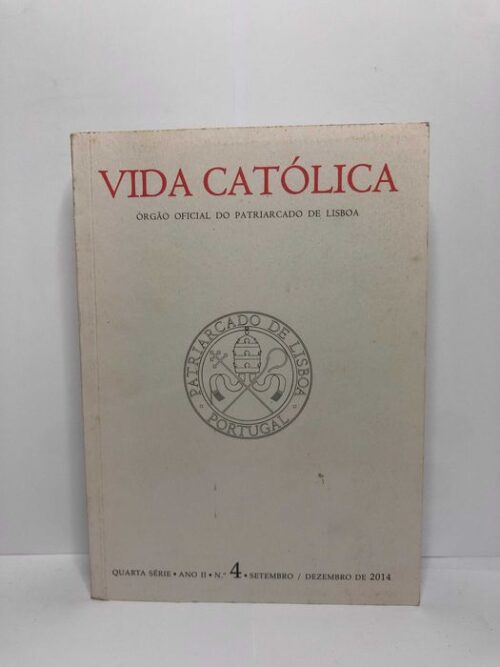 VIDA CATÓLICA
ÓRGÃO OFICIAL DO PATRIARCADO DE LISBOA
PATRIARCADO DE LISBOA
PORTUGAL
QUARTA SÉRIE • ANO II • N.º 4 • SETEMBRO / DEZEMBRO DE 2014